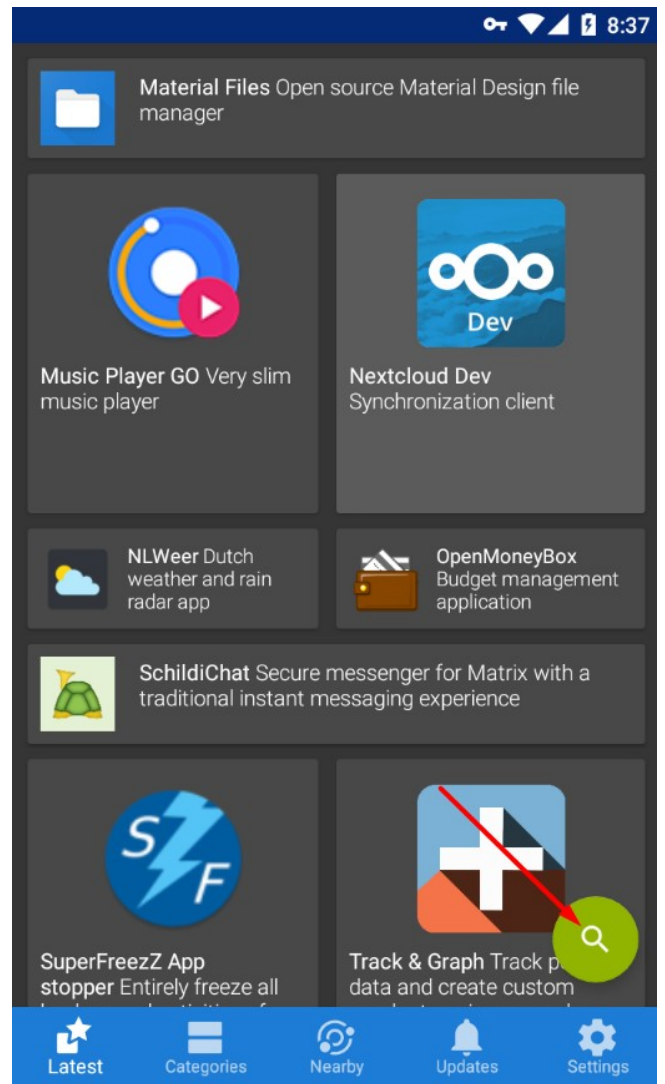 8:37
Material Files Open source Material Design file
manager
Dev
Music Player GO Very slim
music player
Nextcloud Dev
Synchronization client
NLWeer Dutch
weather and rain
radar app
OpenMoneyBox
Budget management
application
SchildiChat Secure messenger for Matrix with a
traditional instant messaging experience
S F
SuperFreezZ App
stopper Entirely freeze all
Track & Graph Track
data and create custom
Latest
Categories
Nearby
Updates
Settings